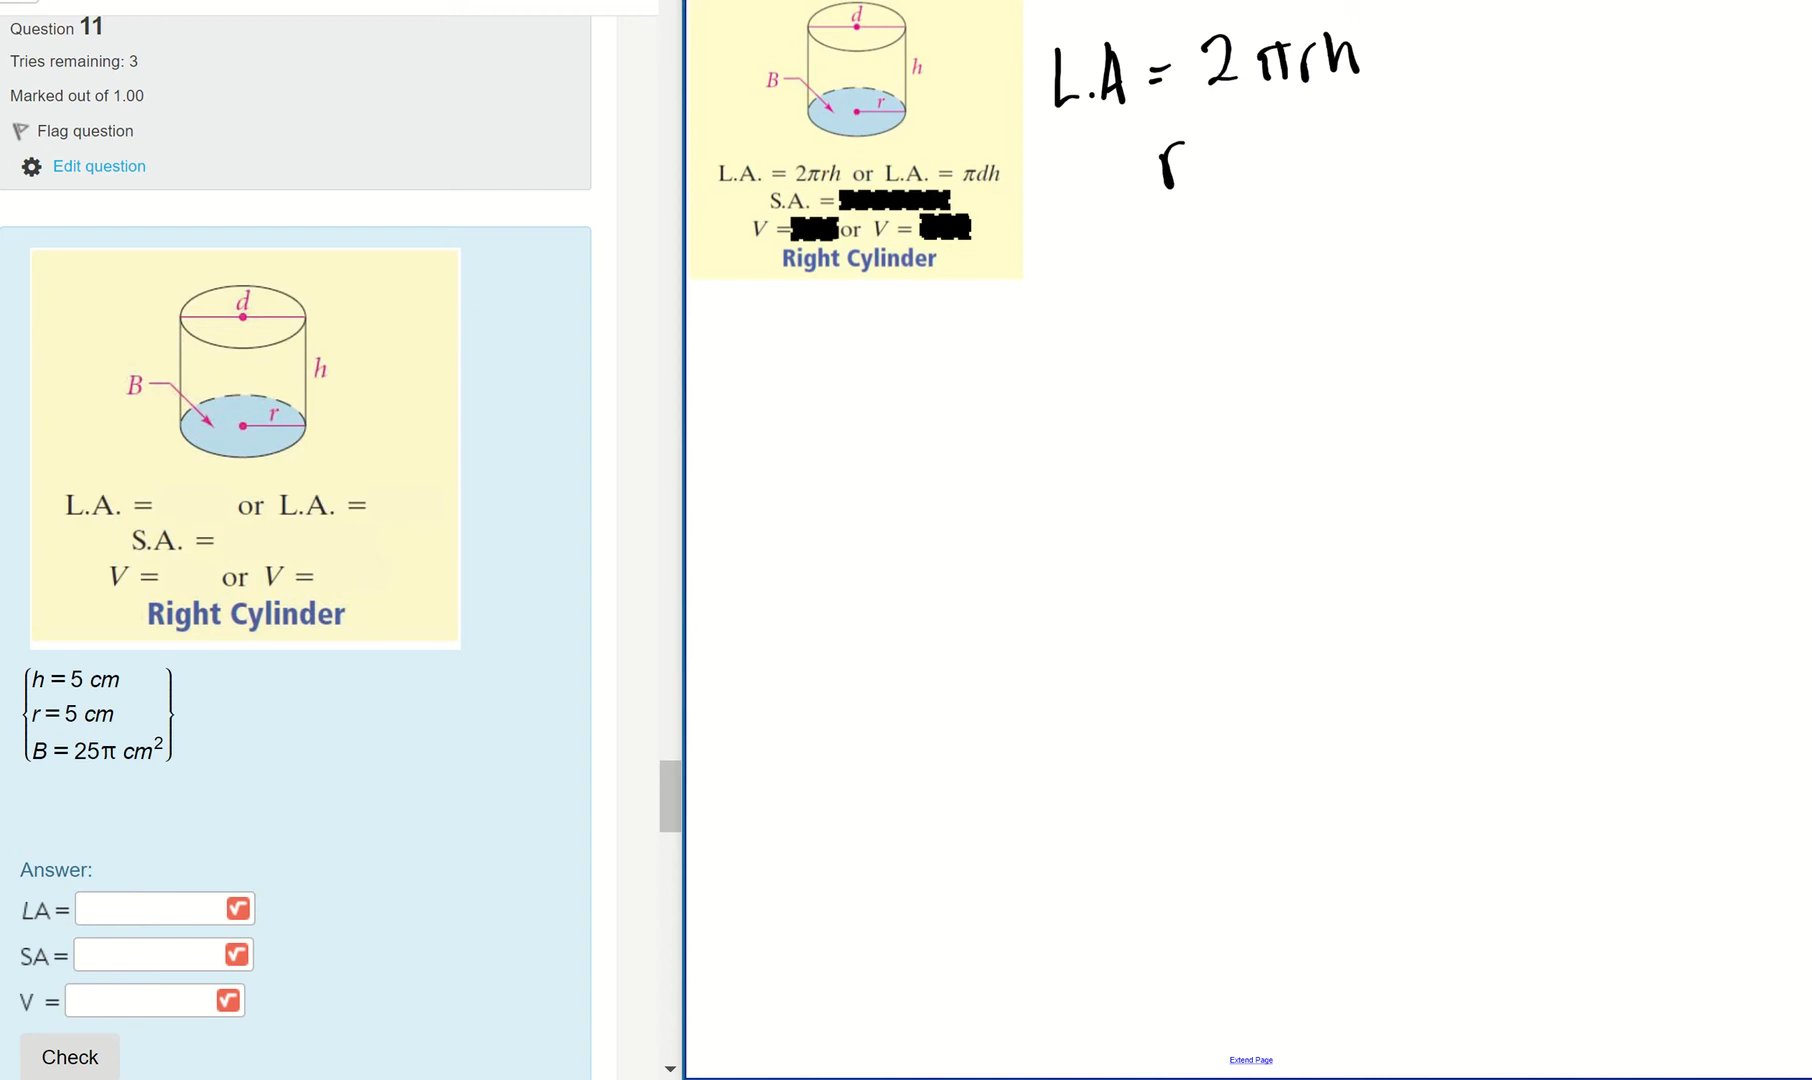 Question 11
Tries remaining: 3
Marked out of 1.00
Flag question
Edit question
d
B
h
r
L.A. = or L.A. =
S.A. =
V = or V =
Right Cylinder
h = 5 cm
r = 5 cm
B = 25π cm²
Answer:
LA =
SA =
V =
Check
d
B
h
r
L.A. = 2πrh or L.A. = πdh
S.A. =
V = or V =
Right Cylinder
L.A = 2πrh
r
Extend Page